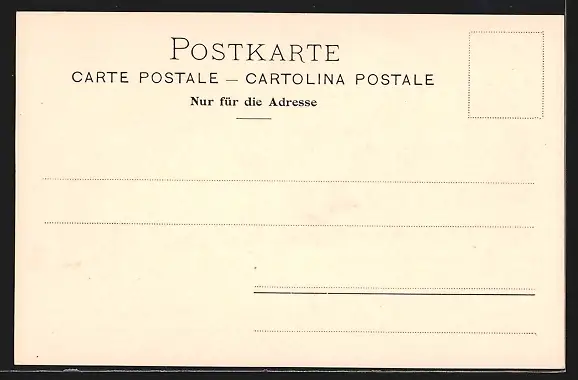 POSTKARTE
CARTE POSTALE — CARTOLINA POSTALE
Nur für die Adresse